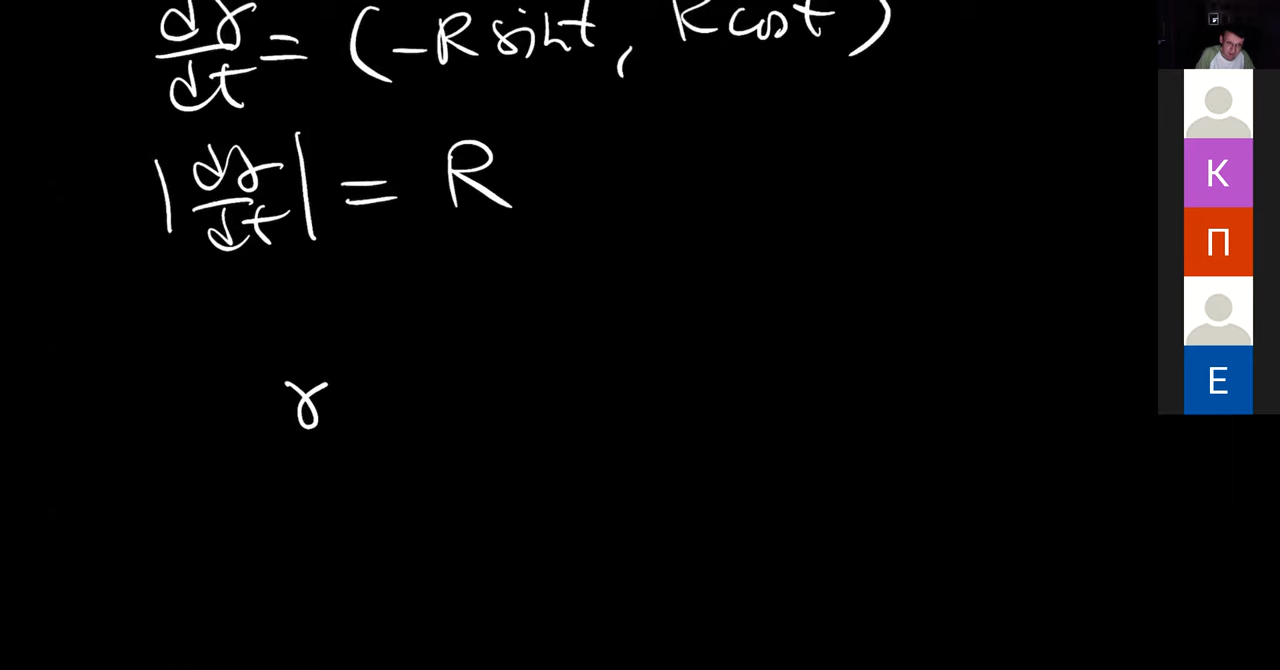 dγ/dt = (-R sin t, R cos t)
|dγ/dt| = R
γ
К
П
Е